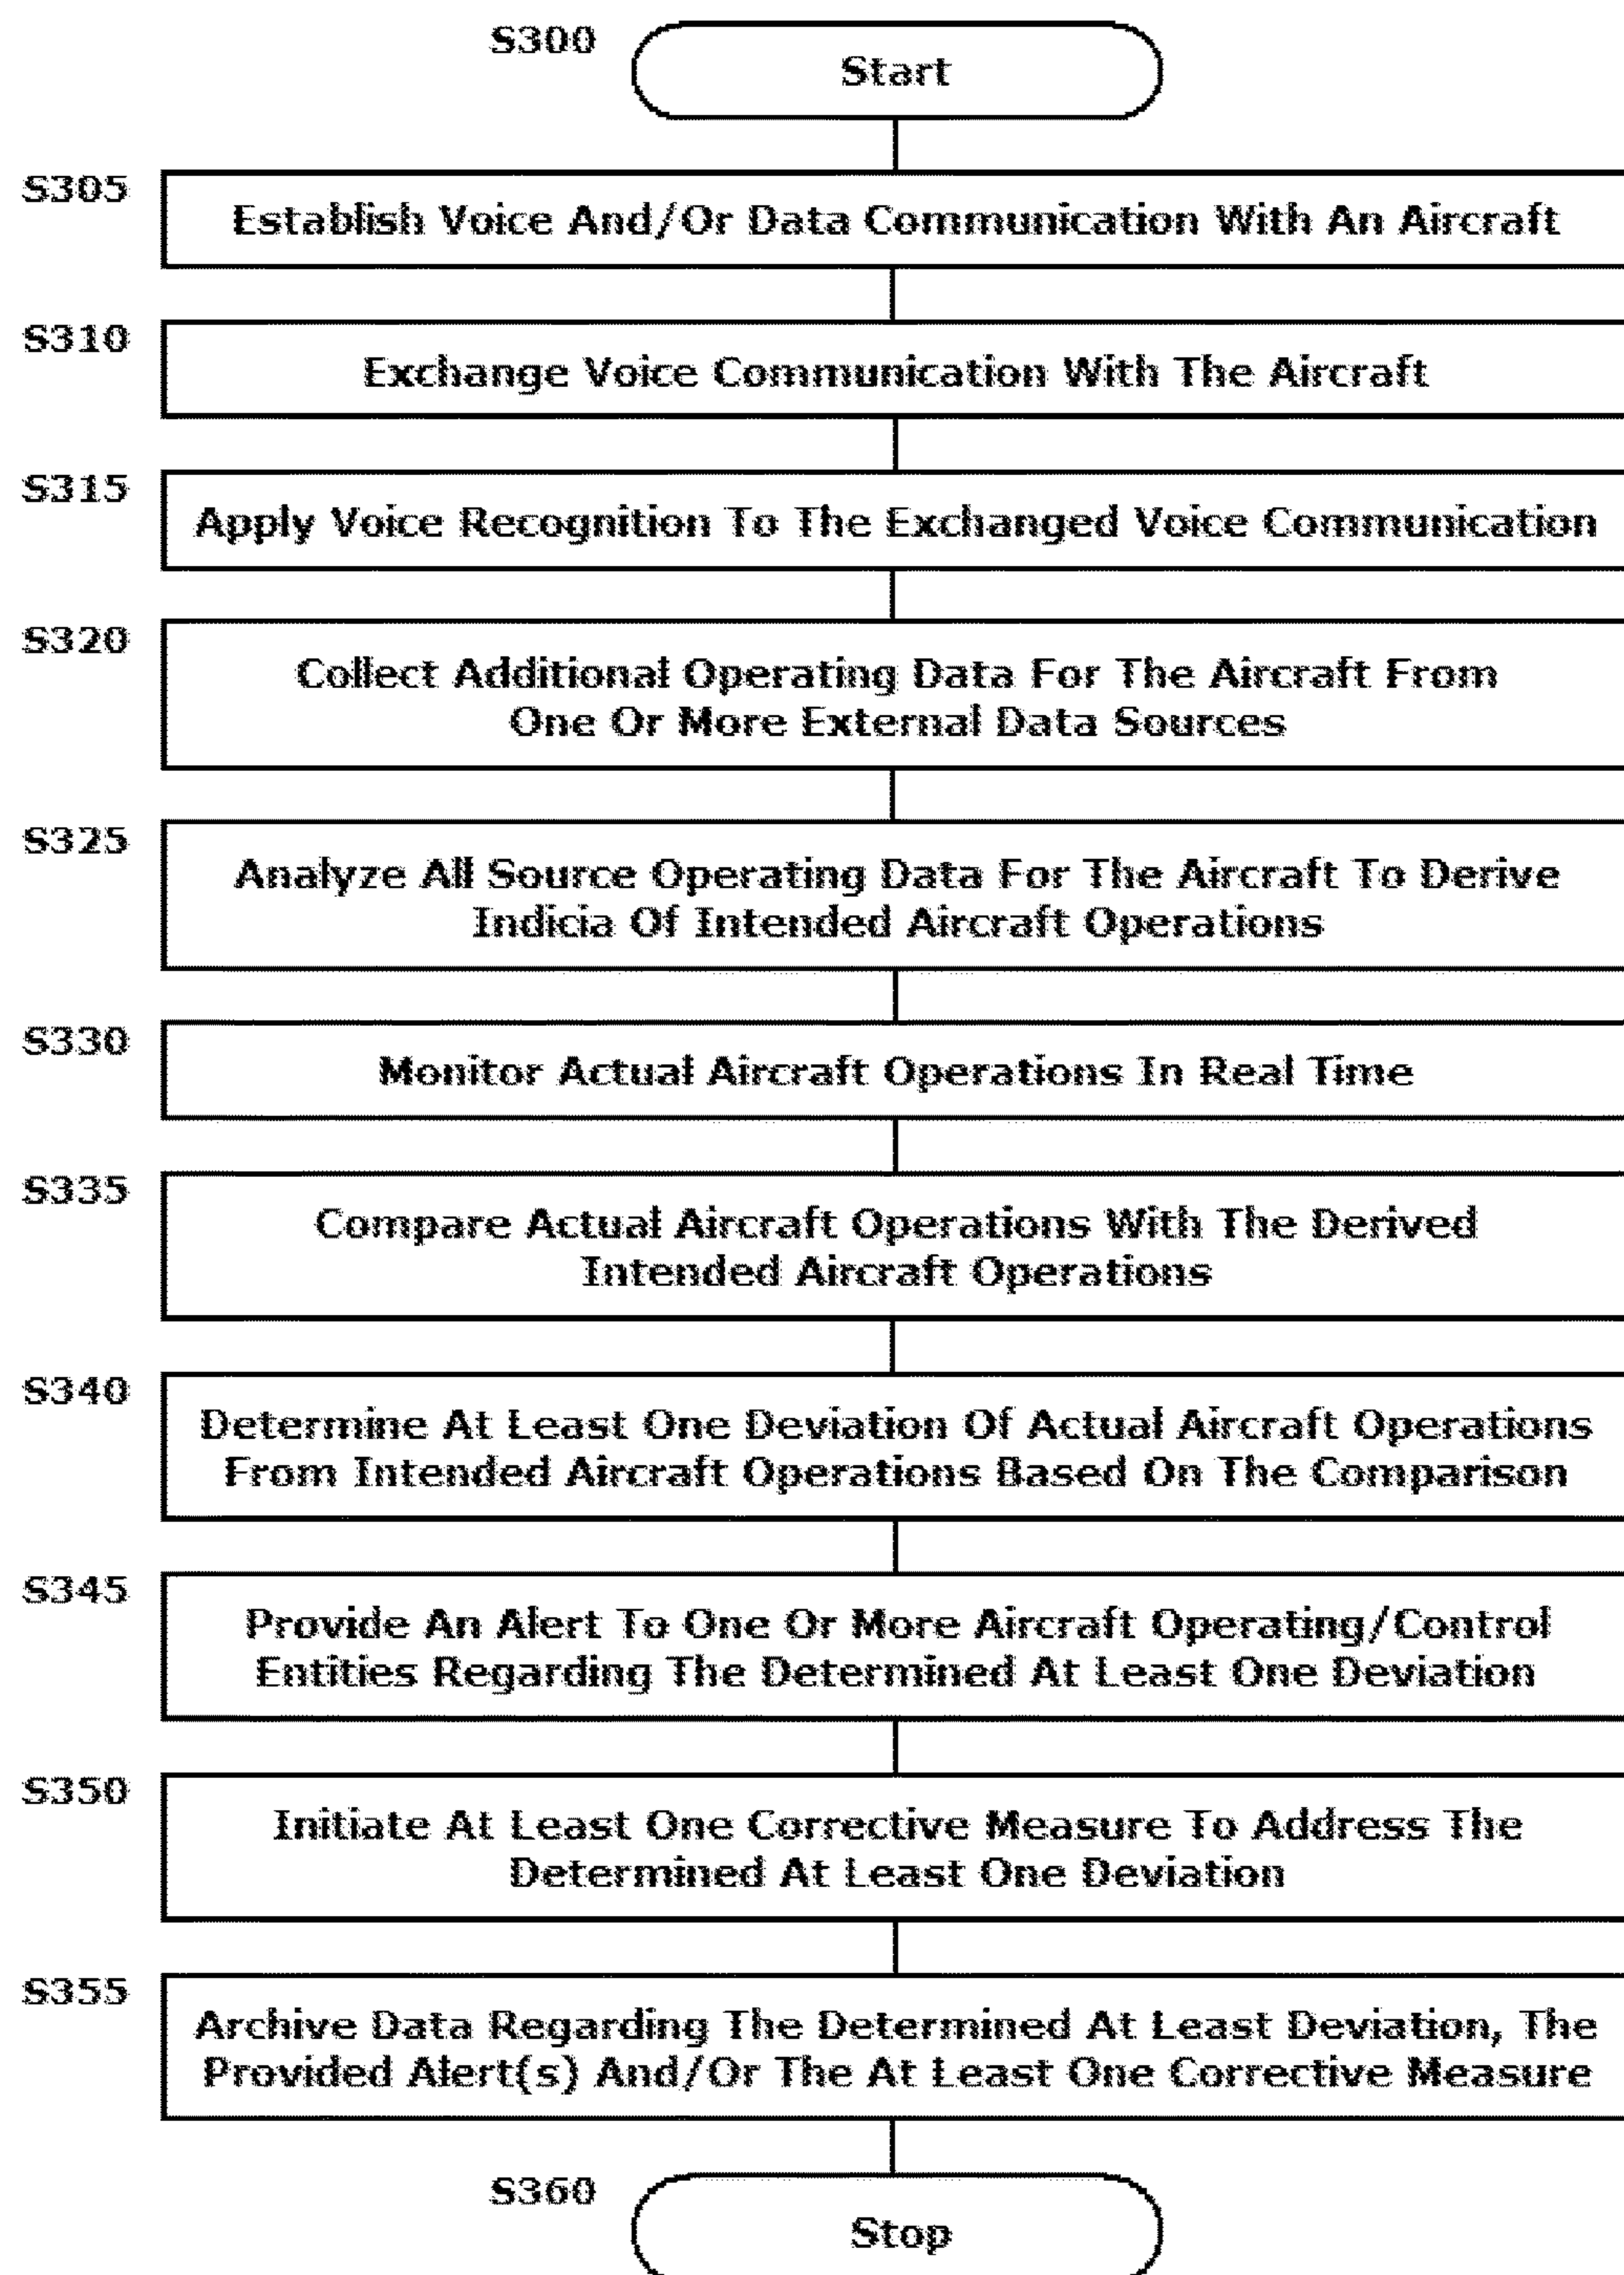 S300
Start
S305
Establish Voice And/Or Data Communication With An Aircraft
S310
Exchange Voice Communication With The Aircraft
S315
Apply Voice Recognition To The Exchanged Voice Communication
S320
Collect Additional Operating Data For The Aircraft From
One Or More External Data Sources
S325
Analyze All Source Operating Data For The Aircraft To Derive
Indicia Of Intended Aircraft Operations
S330
Monitor Actual Aircraft Operations In Real Time
S335
Compare Actual Aircraft Operations With The Derived
Intended Aircraft Operations
S340
Determine At Least One Deviation Of Actual Aircraft Operations
From Intended Aircraft Operations Based On The Comparison
S345
Provide An Alert To One Or More Aircraft Operating/Control
Entities Regarding The Determined At Least One Deviation
S350
Initiate At Least One Corrective Measure To Address The
Determined At Least One Deviation
S355
Archive Data Regarding The Determined At Least Deviation, The
Provided Alert(s) And/Or The At Least One Corrective Measure
S360
Stop